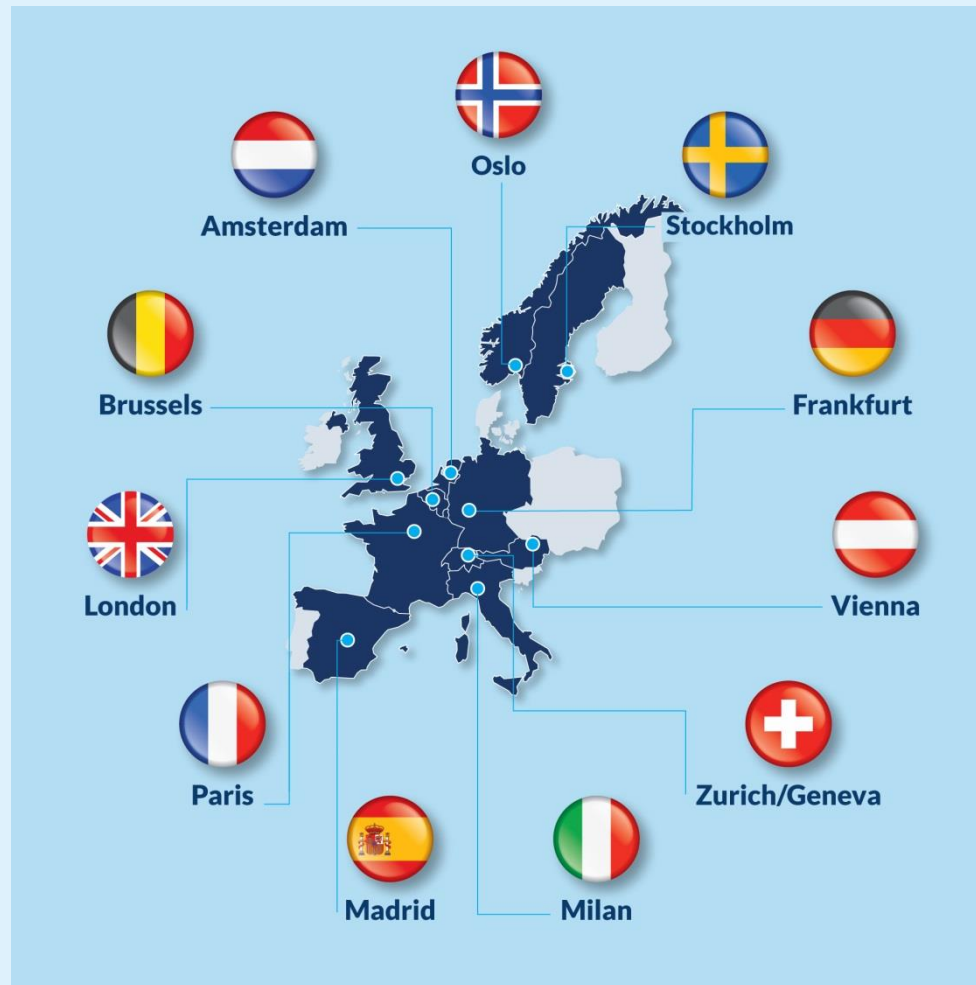 Oslo
Amsterdam
Stockholm
Brussels
Frankfurt
London
Vienna
Paris
Zurich/Geneva
Madrid
Milan